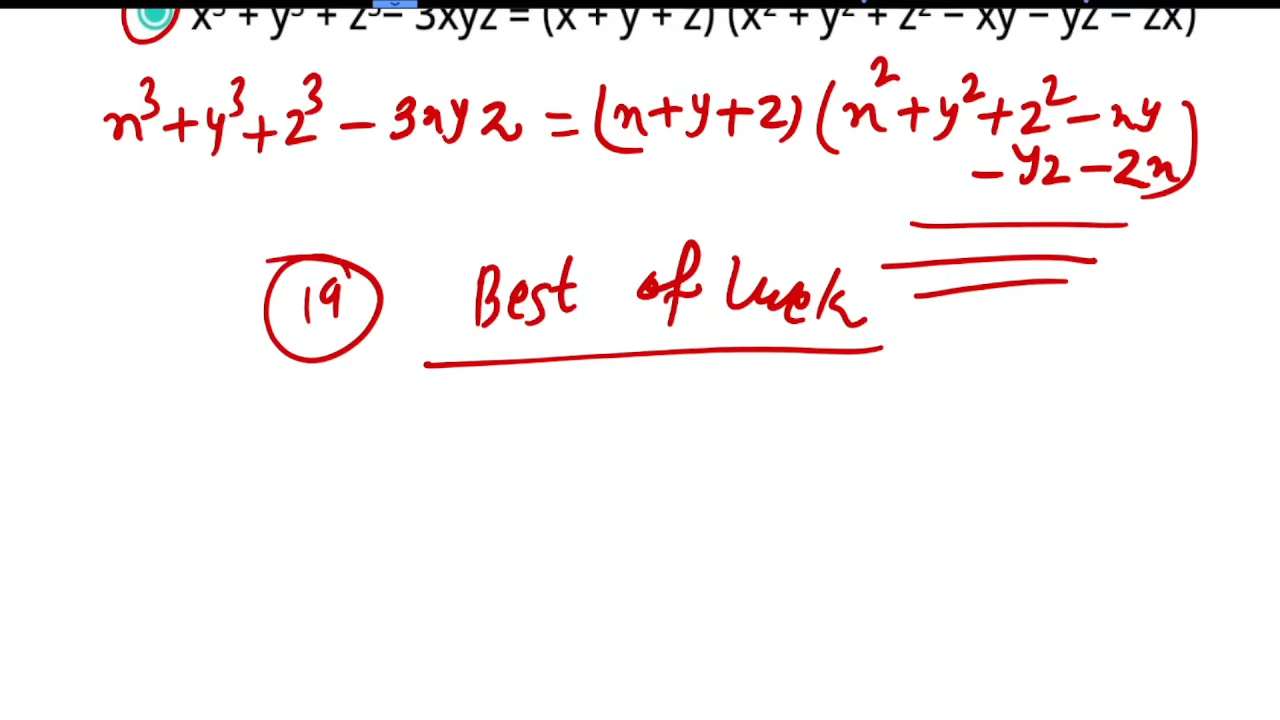 x³ + y³ + z³ – 3xyz = (x + y + z) (x² + y² + z² – xy – yz – zx)
x³ + y³ + z³ – 3xyz = (x + y + z) (x² + y² + z² – xy
– yz – zx)
19 Best of Luck